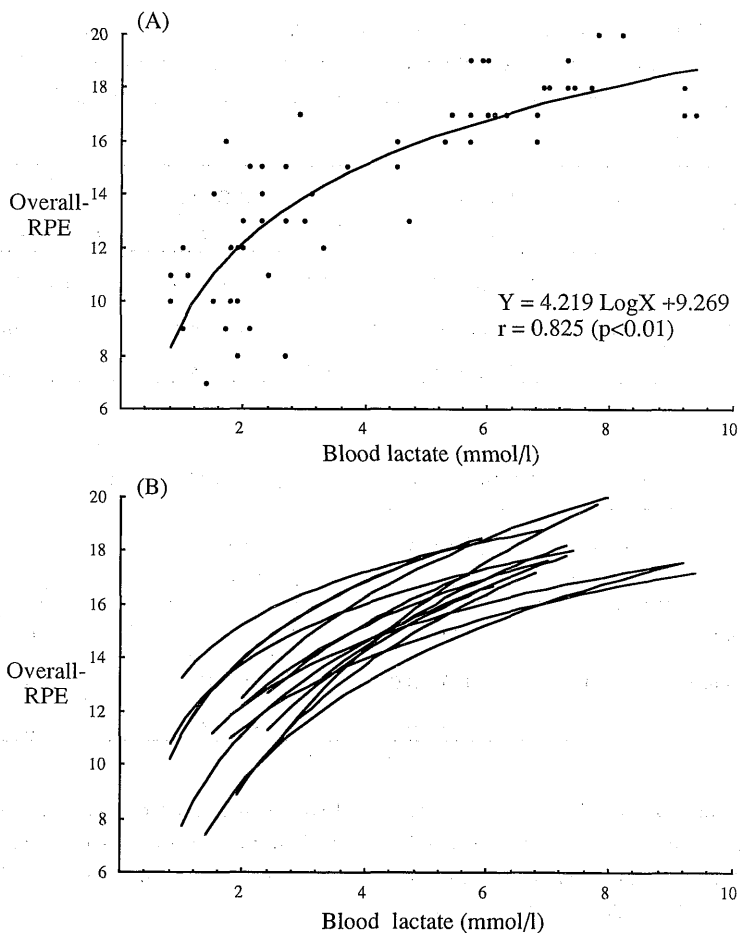 (A)
20
18
16
14
12
10
8
6
Overall-
RPE
Y = 4.219 LogX +9.269
r = 0.825 (p<0.01)
2 4 6 8 10
Blood lactate (mmol/l)
(B)
20
18
16
14
12
10
8
6
Overall-
RPE
2 4 6 8 10
Blood lactate (mmol/l)